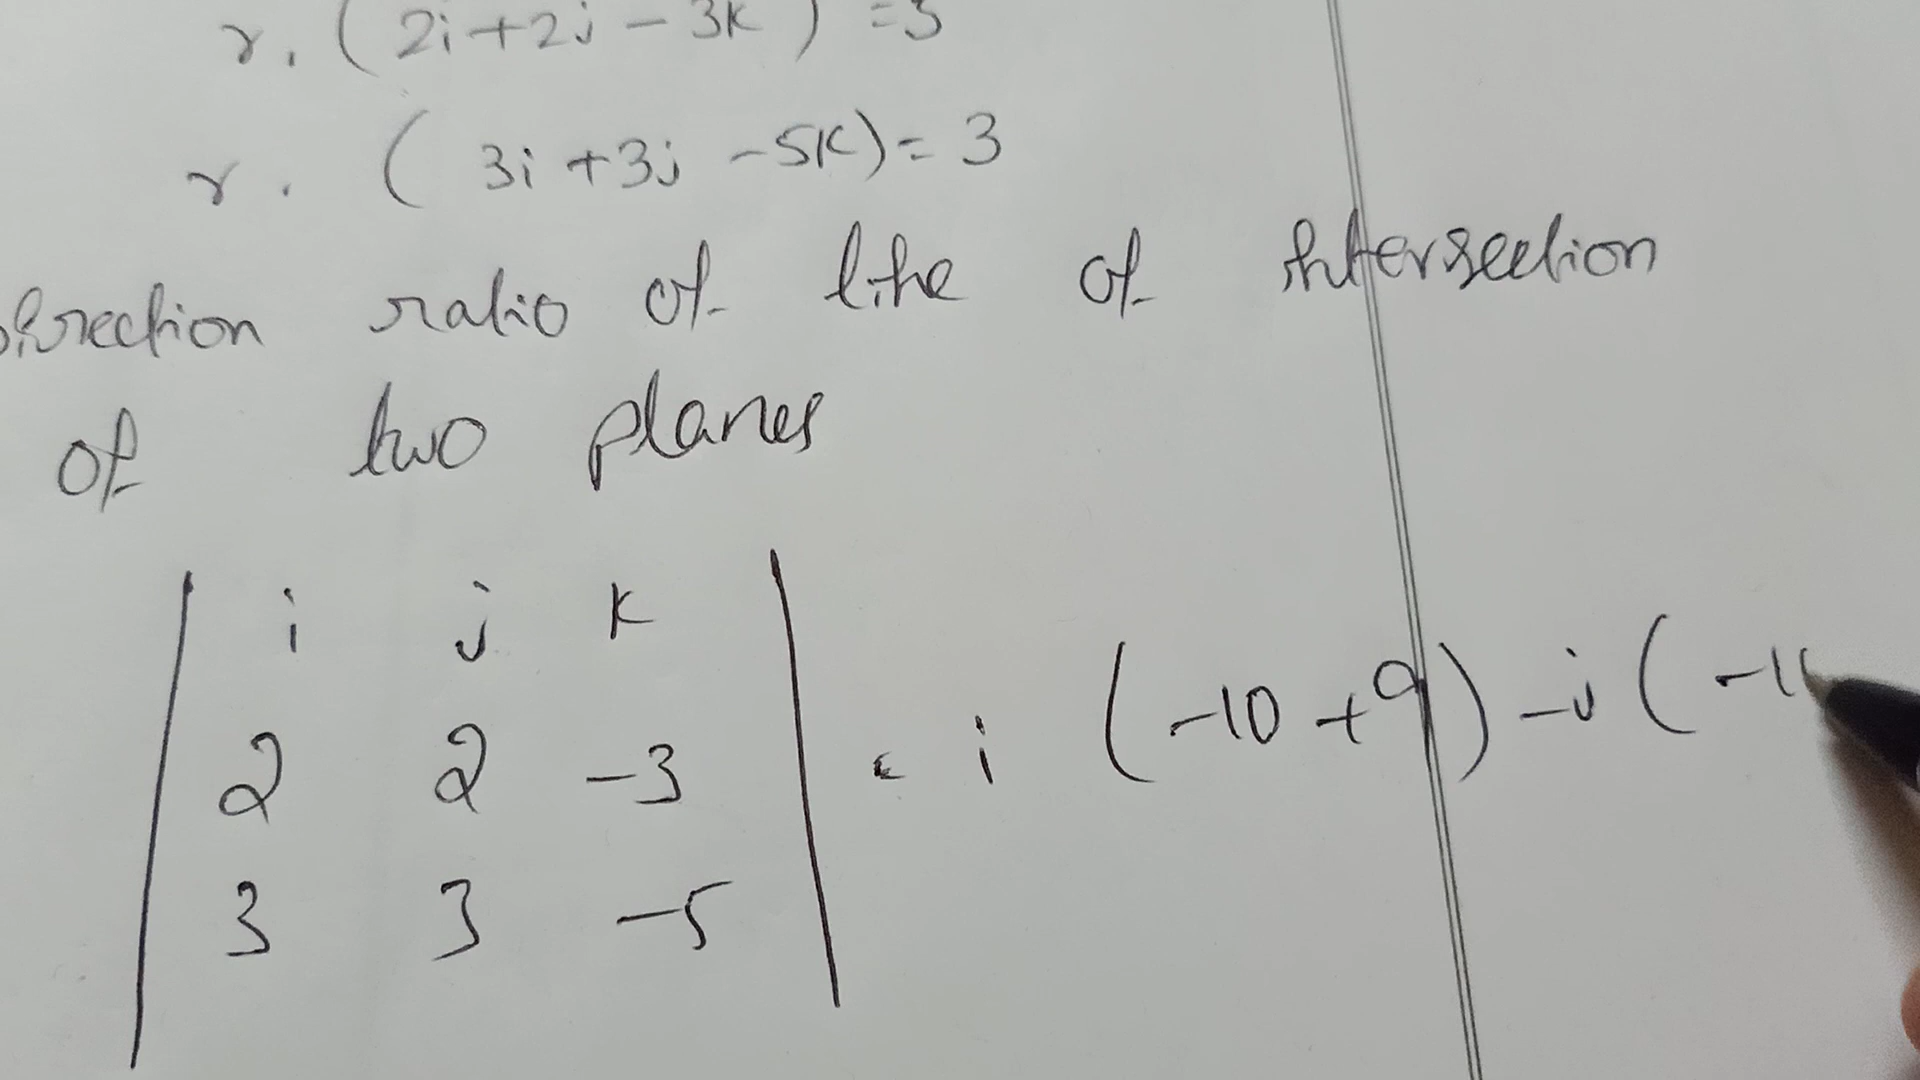 r. (2i+2j-3k) =3
r. (3i+3j-5k)=3
Direction ratio of line of intersection
of two planes
i j k
2 2 -3 = i (-10+9) -j (-1
3 3 -5